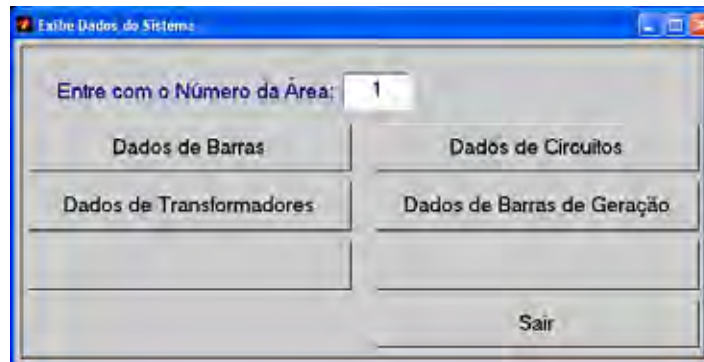 Exibe Dados do Sistema
Entre com o Número da Área: 1
Dados de Barras
Dados de Circuitos
Dados de Transformadores
Dados de Barras de Geração
Sair